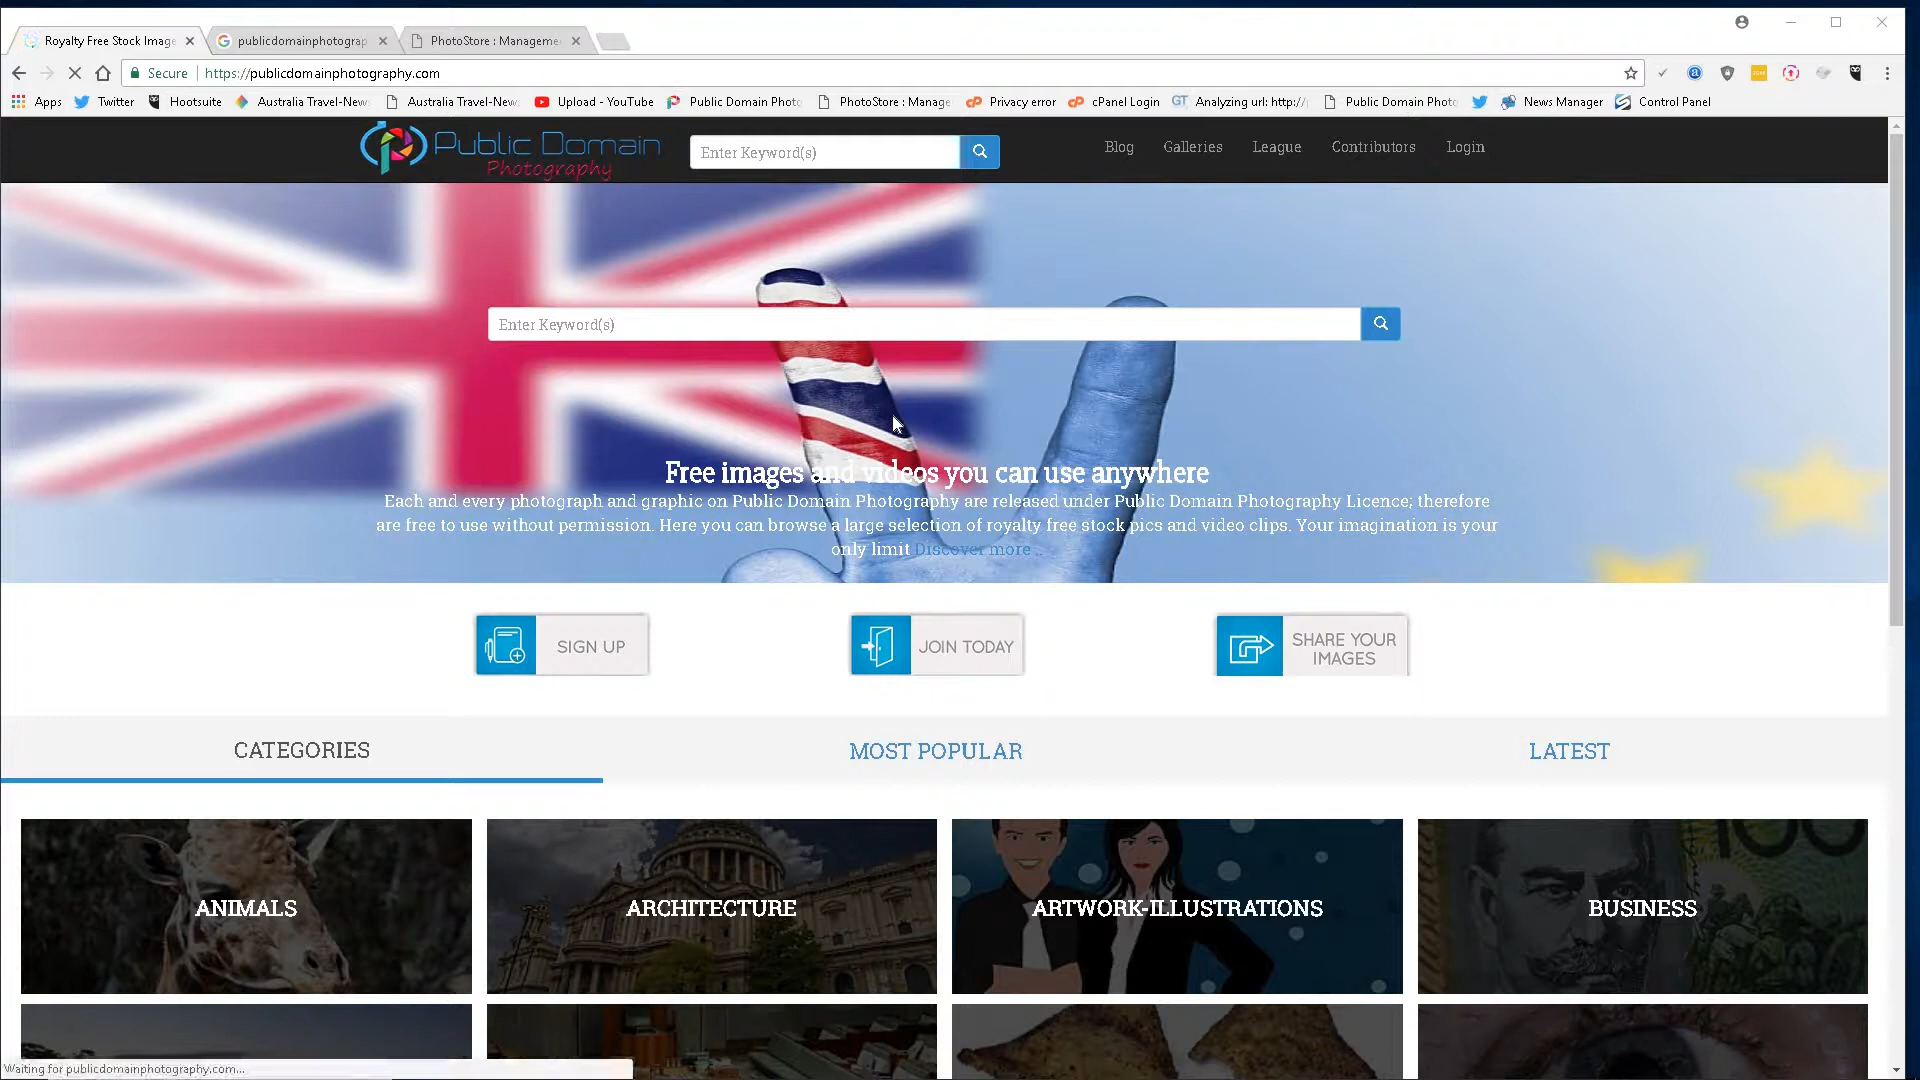 Royalty Free Stock Image
publicdomainphotograp
PhotoStore : Manageme
Secure
https://publicdomainphotography.com
Apps
Twitter
Hootsuite
Australia Travel-New
Australia Travel-New
Upload - YouTube
Public Domain Photo
PhotoStore : Manage
Privacy error
cPanel Login
Analyzing url: http://
Public Domain Photo
News Manager
Control Panel
Public Domain
Photography
Enter Keyword(s)
Blog
Galleries
League
Contributors
Login
Enter Keyword(s)
Free images and videos you can use anywhere
Each and every photograph and graphic on Public Domain Photography are released under Public Domain Photography Licence; therefore
are free to use without permission. Here you can browse a large selection of royalty free stock pics and video clips. Your imagination is your
only limit Discover more ..
SIGN UP
JOIN TODAY
SHARE YOUR
IMAGES
CATEGORIES
MOST POPULAR
LATEST
ANIMALS
ARCHITECTURE
ARTWORK-ILLUSTRATIONS
BUSINESS
Waiting for publicdomainphotography.com...